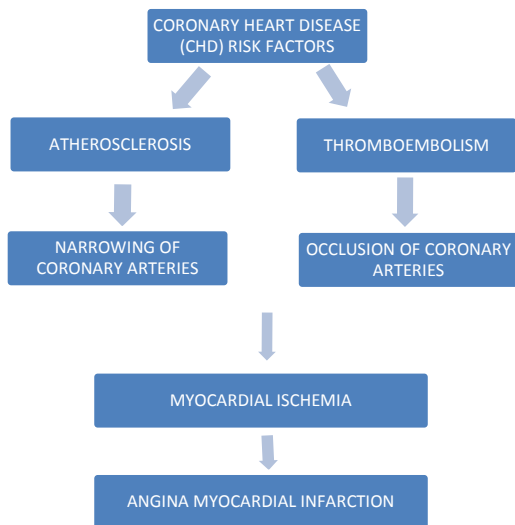 CORONARY HEART DISEASE
(CHD) RISK FACTORS
ATHEROSCLEROSIS
THROMBOEMBOLISM
NARROWING OF
CORONARY ARTERIES
OCCLUSION OF CORONARY
ARTERIES
MYOCARDIAL ISCHEMIA
ANGINA MYOCARDIAL INFARCTION